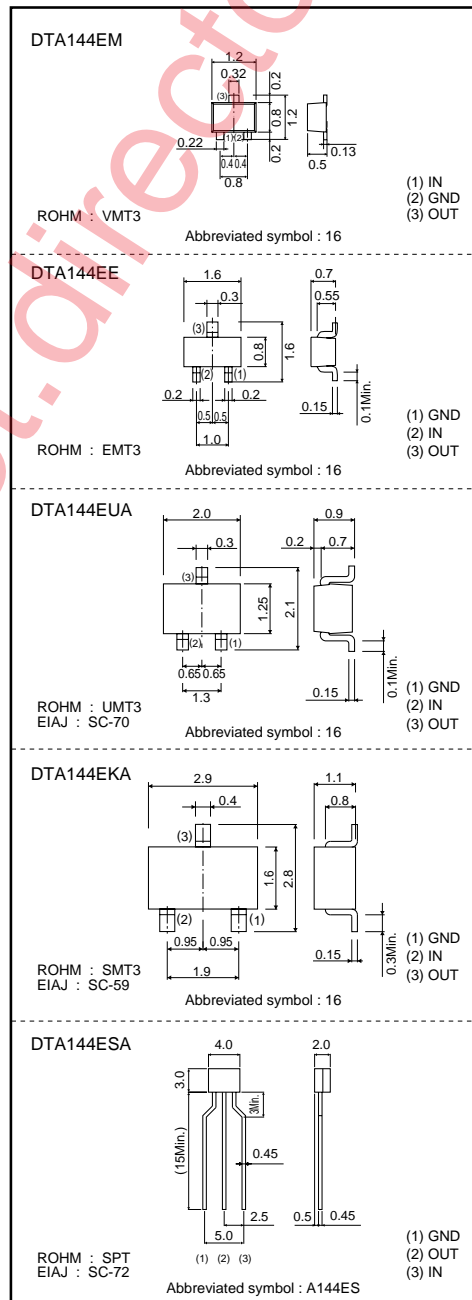 DTA144EM
1.2
0.32
0.2
(3)
0.8
1.2
0.22
(1)
(2)
0.2
0.4
0.4
0.8
0.5
0.13
(1) IN
(2) GND
(3) OUT
ROHM : VMT3
Abbreviated symbol : 16
DTA144EE
1.6
0.3
0.7
0.55
(3)
0.8
1.6
(2)
(1)
0.2
0.2
0.5
0.5
1.0
0.15
0.1Min.
(1) GND
(2) IN
(3) OUT
ROHM : EMT3
Abbreviated symbol : 16
DTA144EUA
2.0
0.3
0.9
0.2
0.7
(3)
1.25
2.1
(2)
(1)
0.65
0.65
1.3
0.15
0.1Min.
(1) GND
(2) IN
(3) OUT
ROHM : UMT3
EIAJ : SC-70
Abbreviated symbol : 16
DTA144EKA
2.9
0.4
1.1
0.8
(3)
1.6
2.8
(2)
(1)
0.95
0.95
1.9
0.15
0.3Min.
(1) GND
(2) IN
(3) OUT
ROHM : SMT3
EIAJ : SC-59
Abbreviated symbol : 16
DTA144ESA
4.0
2.0
3.0
3Min.
(15Min.)
0.45
2.5
5.0
0.5
0.45
(1) (2) (3)
(1) GND
(2) OUT
(3) IN
ROHM : SPT
EIAJ : SC-72
Abbreviated symbol : A144ES
t.directo